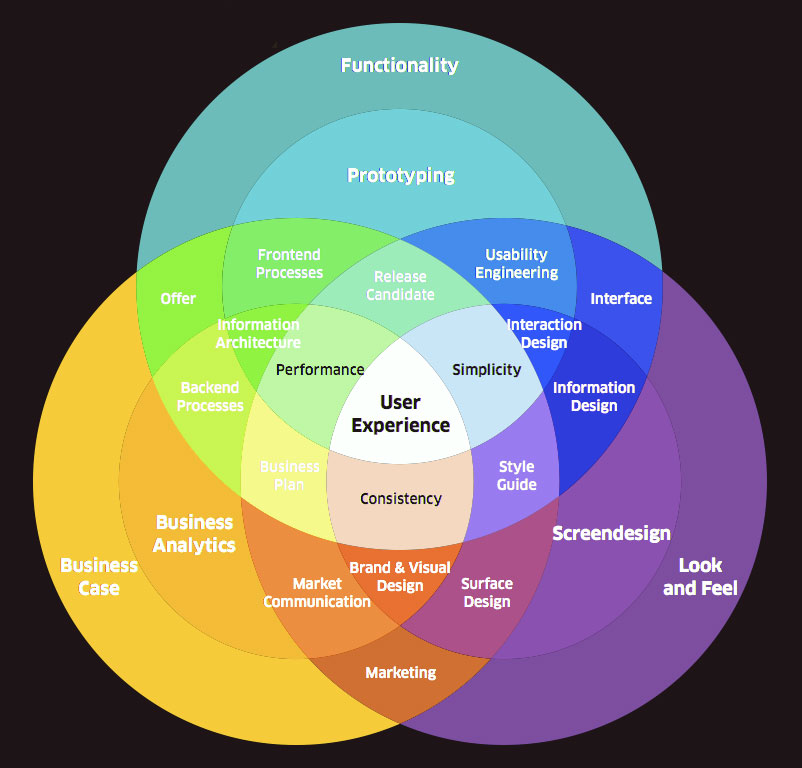 Functionality
Prototyping
Frontend
Processes
Usability
Engineering
Release
Candidate
Offer
Interface
Information
Architecture
Interaction
Design
Performance
Simplicity
Backend
Processes
Information
Design
User
Experience
Business
Plan
Style
Guide
Consistency
Business
Analytics
Screendesign
Business
Case
Look
and Feel
Brand & Visual
Design
Market
Communication
Surface
Design
Marketing